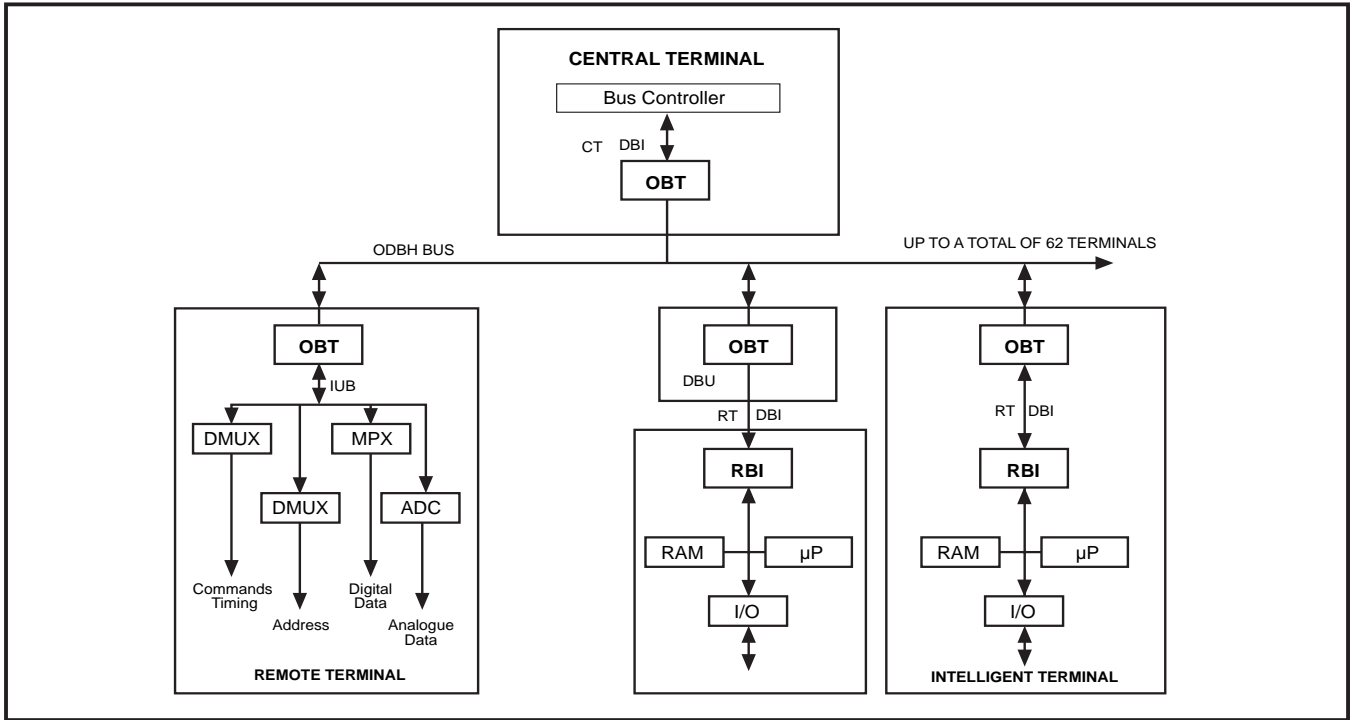 CENTRAL TERMINAL
Bus Controller
CT DBI
OBT
ODBH BUS
UP TO A TOTAL OF 62 TERMINALS
OBT
IUB
DMUX
MPX
DMUX
ADC
Commands
Timing
Address
Digital
Data
Analogue
Data
REMOTE TERMINAL
OBT
DBU
RT DBI
RBI
RAM
µP
I/O
OBT
RT DBI
RBI
RAM
µP
I/O
INTELLIGENT TERMINAL